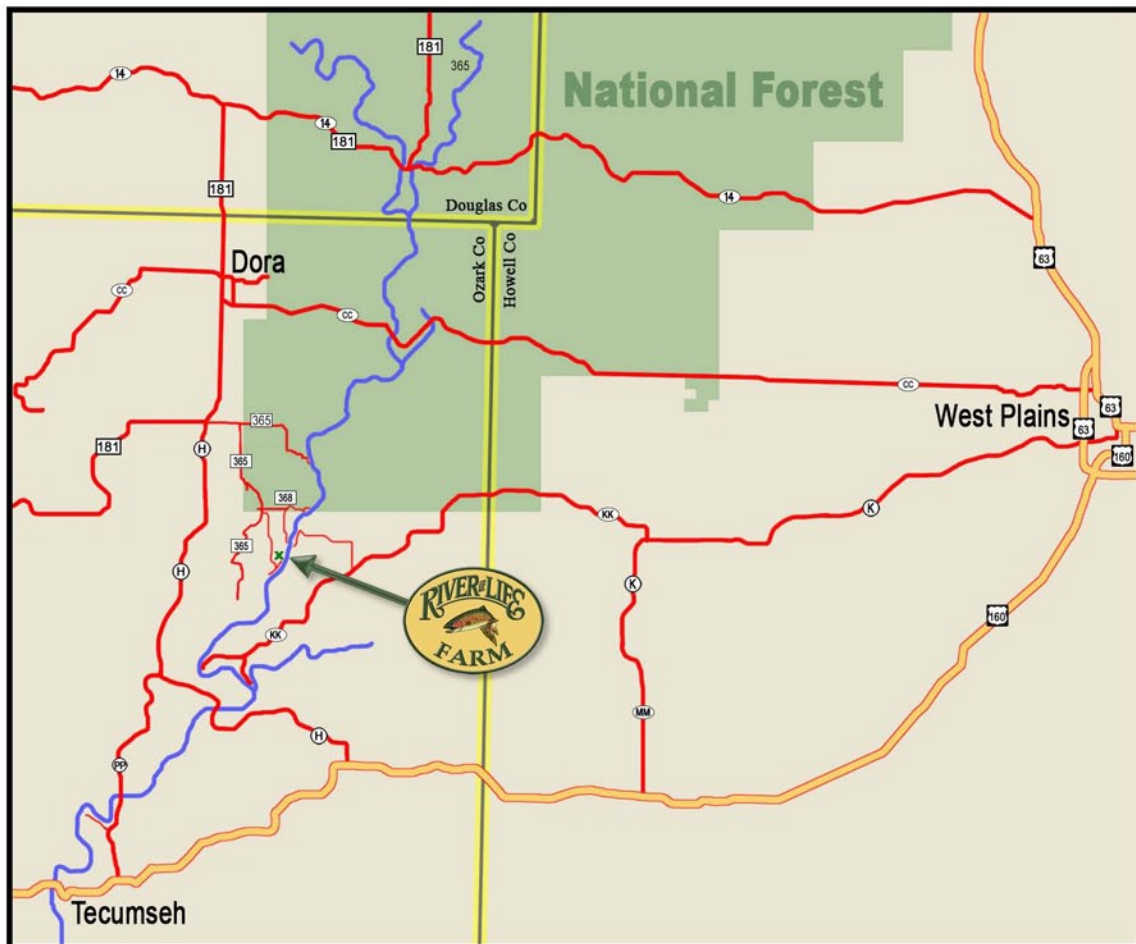 181
365
14
National Forest
14
181
181
14
Douglas Co
Ozark Co
Howell Co
63
Dora
CC
CC
CC
63
West Plains
63
160
365
181
H
365
368
KK
K
365
H
K
160
RIVER OF LIFE
FARM
KK
MM
H
PP
Tecumseh